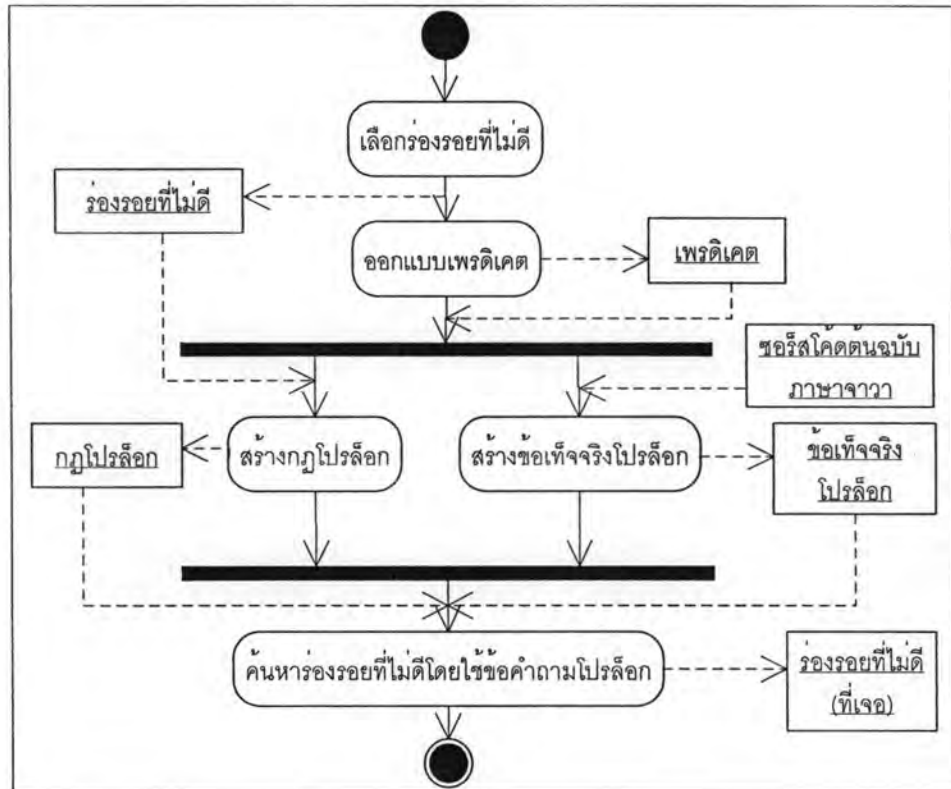 เลือกร่องรอยที่ไม่ดี
ร่องรอยที่ไม่ดี
ออกแบบเพรดิเคต
เพรดิเคต
ซอร์สโค้ดต้นฉบับ
ภาษาจาวา
กฎโปรล็อก
สร้างกฎโปรล็อก
สร้างข้อเท็จจริงโปรล็อก
ข้อเท็จจริง
โปรล็อก
ค้นหาร่องรอยที่ไม่ดีโดยใช้ข้อคำถามโปรล็อก
ร่องรอยที่ไม่ดี
(ที่เจอ)